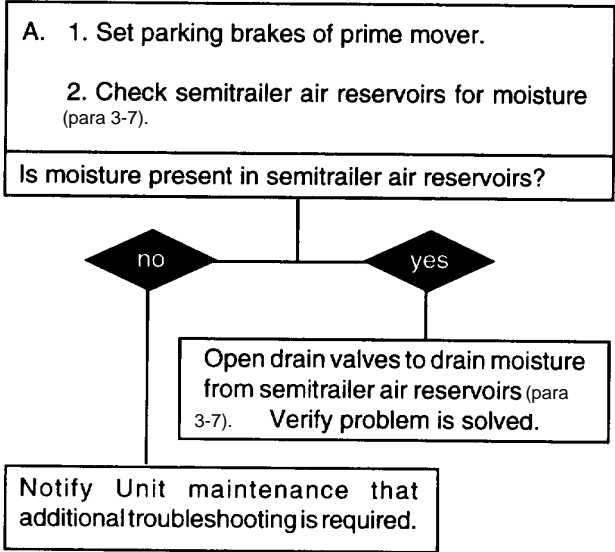 A. 1. Set parking brakes of prime mover.
2. Check semitrailer air reservoirs for moisture
(para 3-7).
Is moisture present in semitrailer air reservoirs?
no
yes
Open drain valves to drain moisture
from semitrailer air reservoirs (para
3-7). Verify problem is solved.
Notify Unit maintenance that
additional troubleshooting is required.